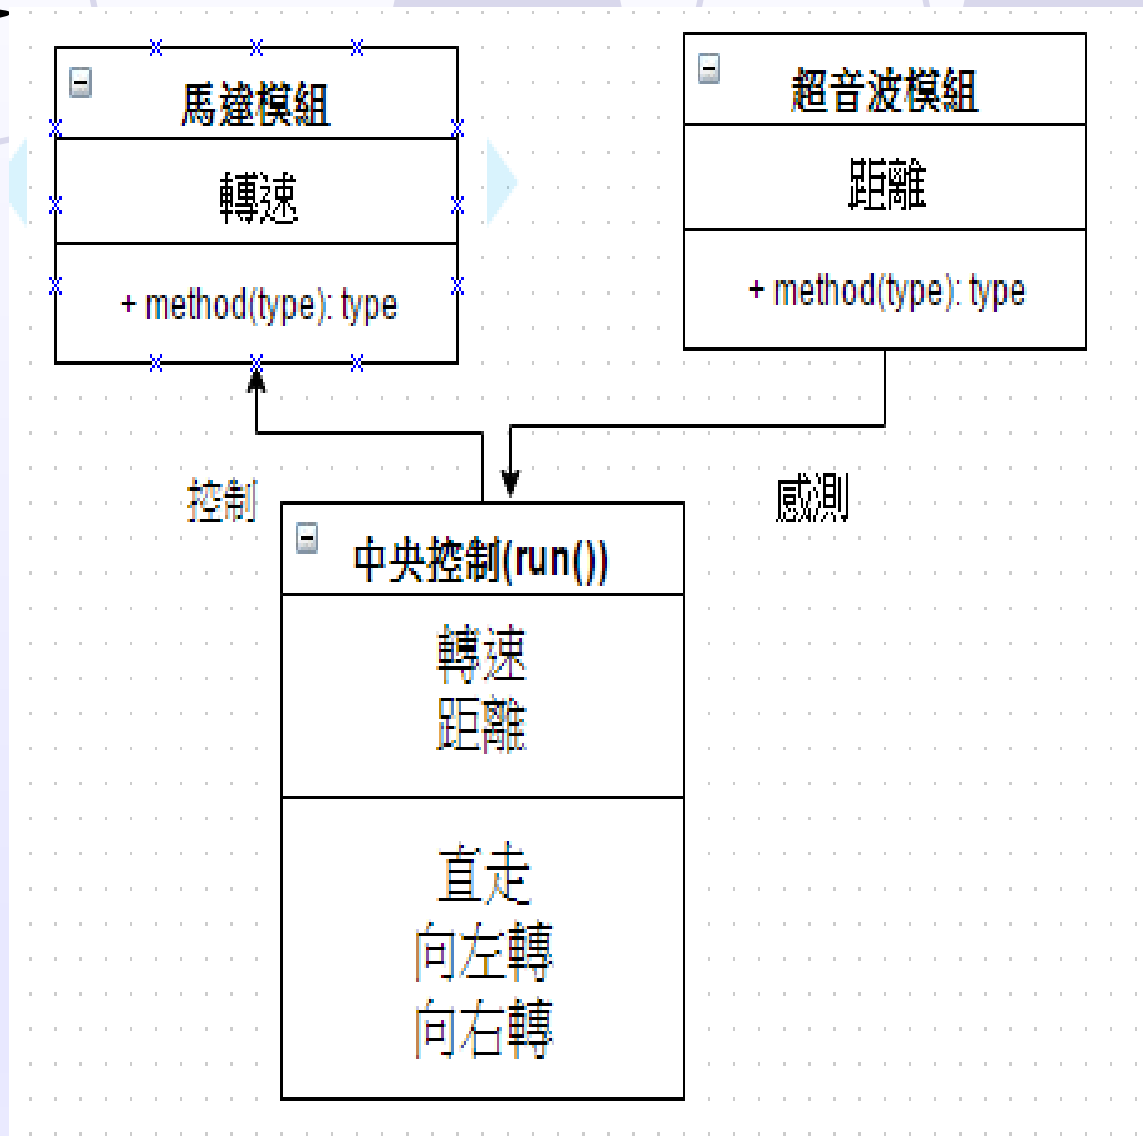 馬達模組
轉速
+ method(type): type
超音波模組
距離
+ method(type): type
控制
感測
中央控制(run())
轉速
距離
直走
向左轉
向右轉